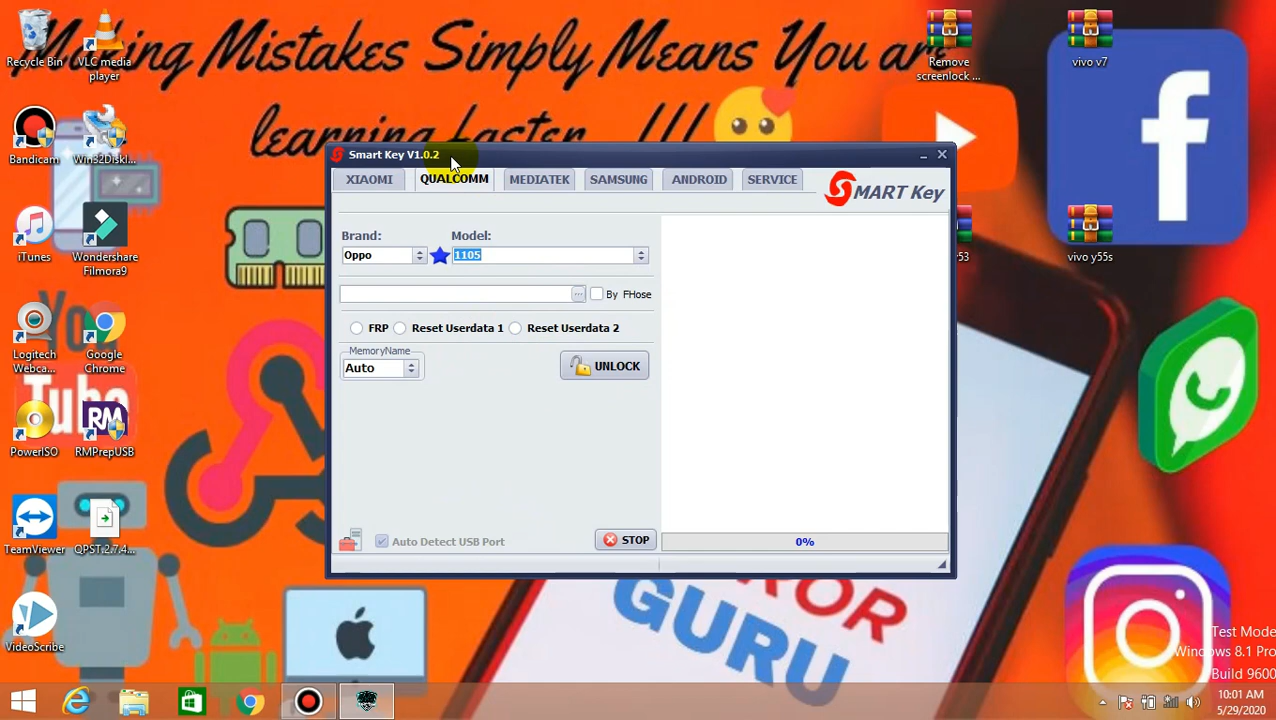 Making Mistakes Simply Means You are
learning faster....!!!
Recycle Bin
VLC media
player
Bandicam
Win32Diskl...
iTunes
Wondershare
Filmora9
Logitech
Webca...
Google
Chrome
PowerISO
RMPrepUSB
TeamViewer
QPST.2.7.4...
VideoScribe
You
Tube
Remove
screenlock ...
vivo v7
y53
vivo y55s
Smart Key V1.0.2
XIAOMI
QUALCOMM
MEDIATEK
SAMSUNG
ANDROID
SERVICE
SMART Key
Brand:
Model:
Oppo
1105
...
By FHose
FRP
Reset Userdata 1
Reset Userdata 2
MemoryName
Auto
UNLOCK
Auto Detect USB Port
STOP
0%
GURU
Test Mode
Windows 8.1 Pro
Build 9600
10:01 AM
5/29/2020